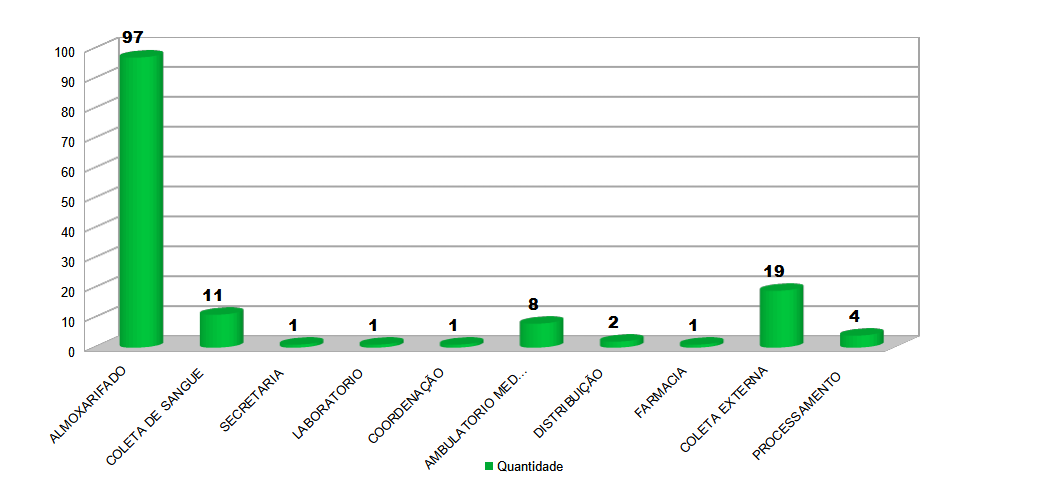 97
100
90
80
70
60
50
40
30
20
10
0
11
1
1
1
8
2
1
19
4
ALMOXARIFADO
COLETA DE SANGUE
SECRETARIA
LABORATORIO
COORDENAÇÃO
AMBULATORIO MED...
DISTRIBUIÇÃO
FARMACIA
COLETA EXTERNA
PROCESSAMENTO
Quantidade